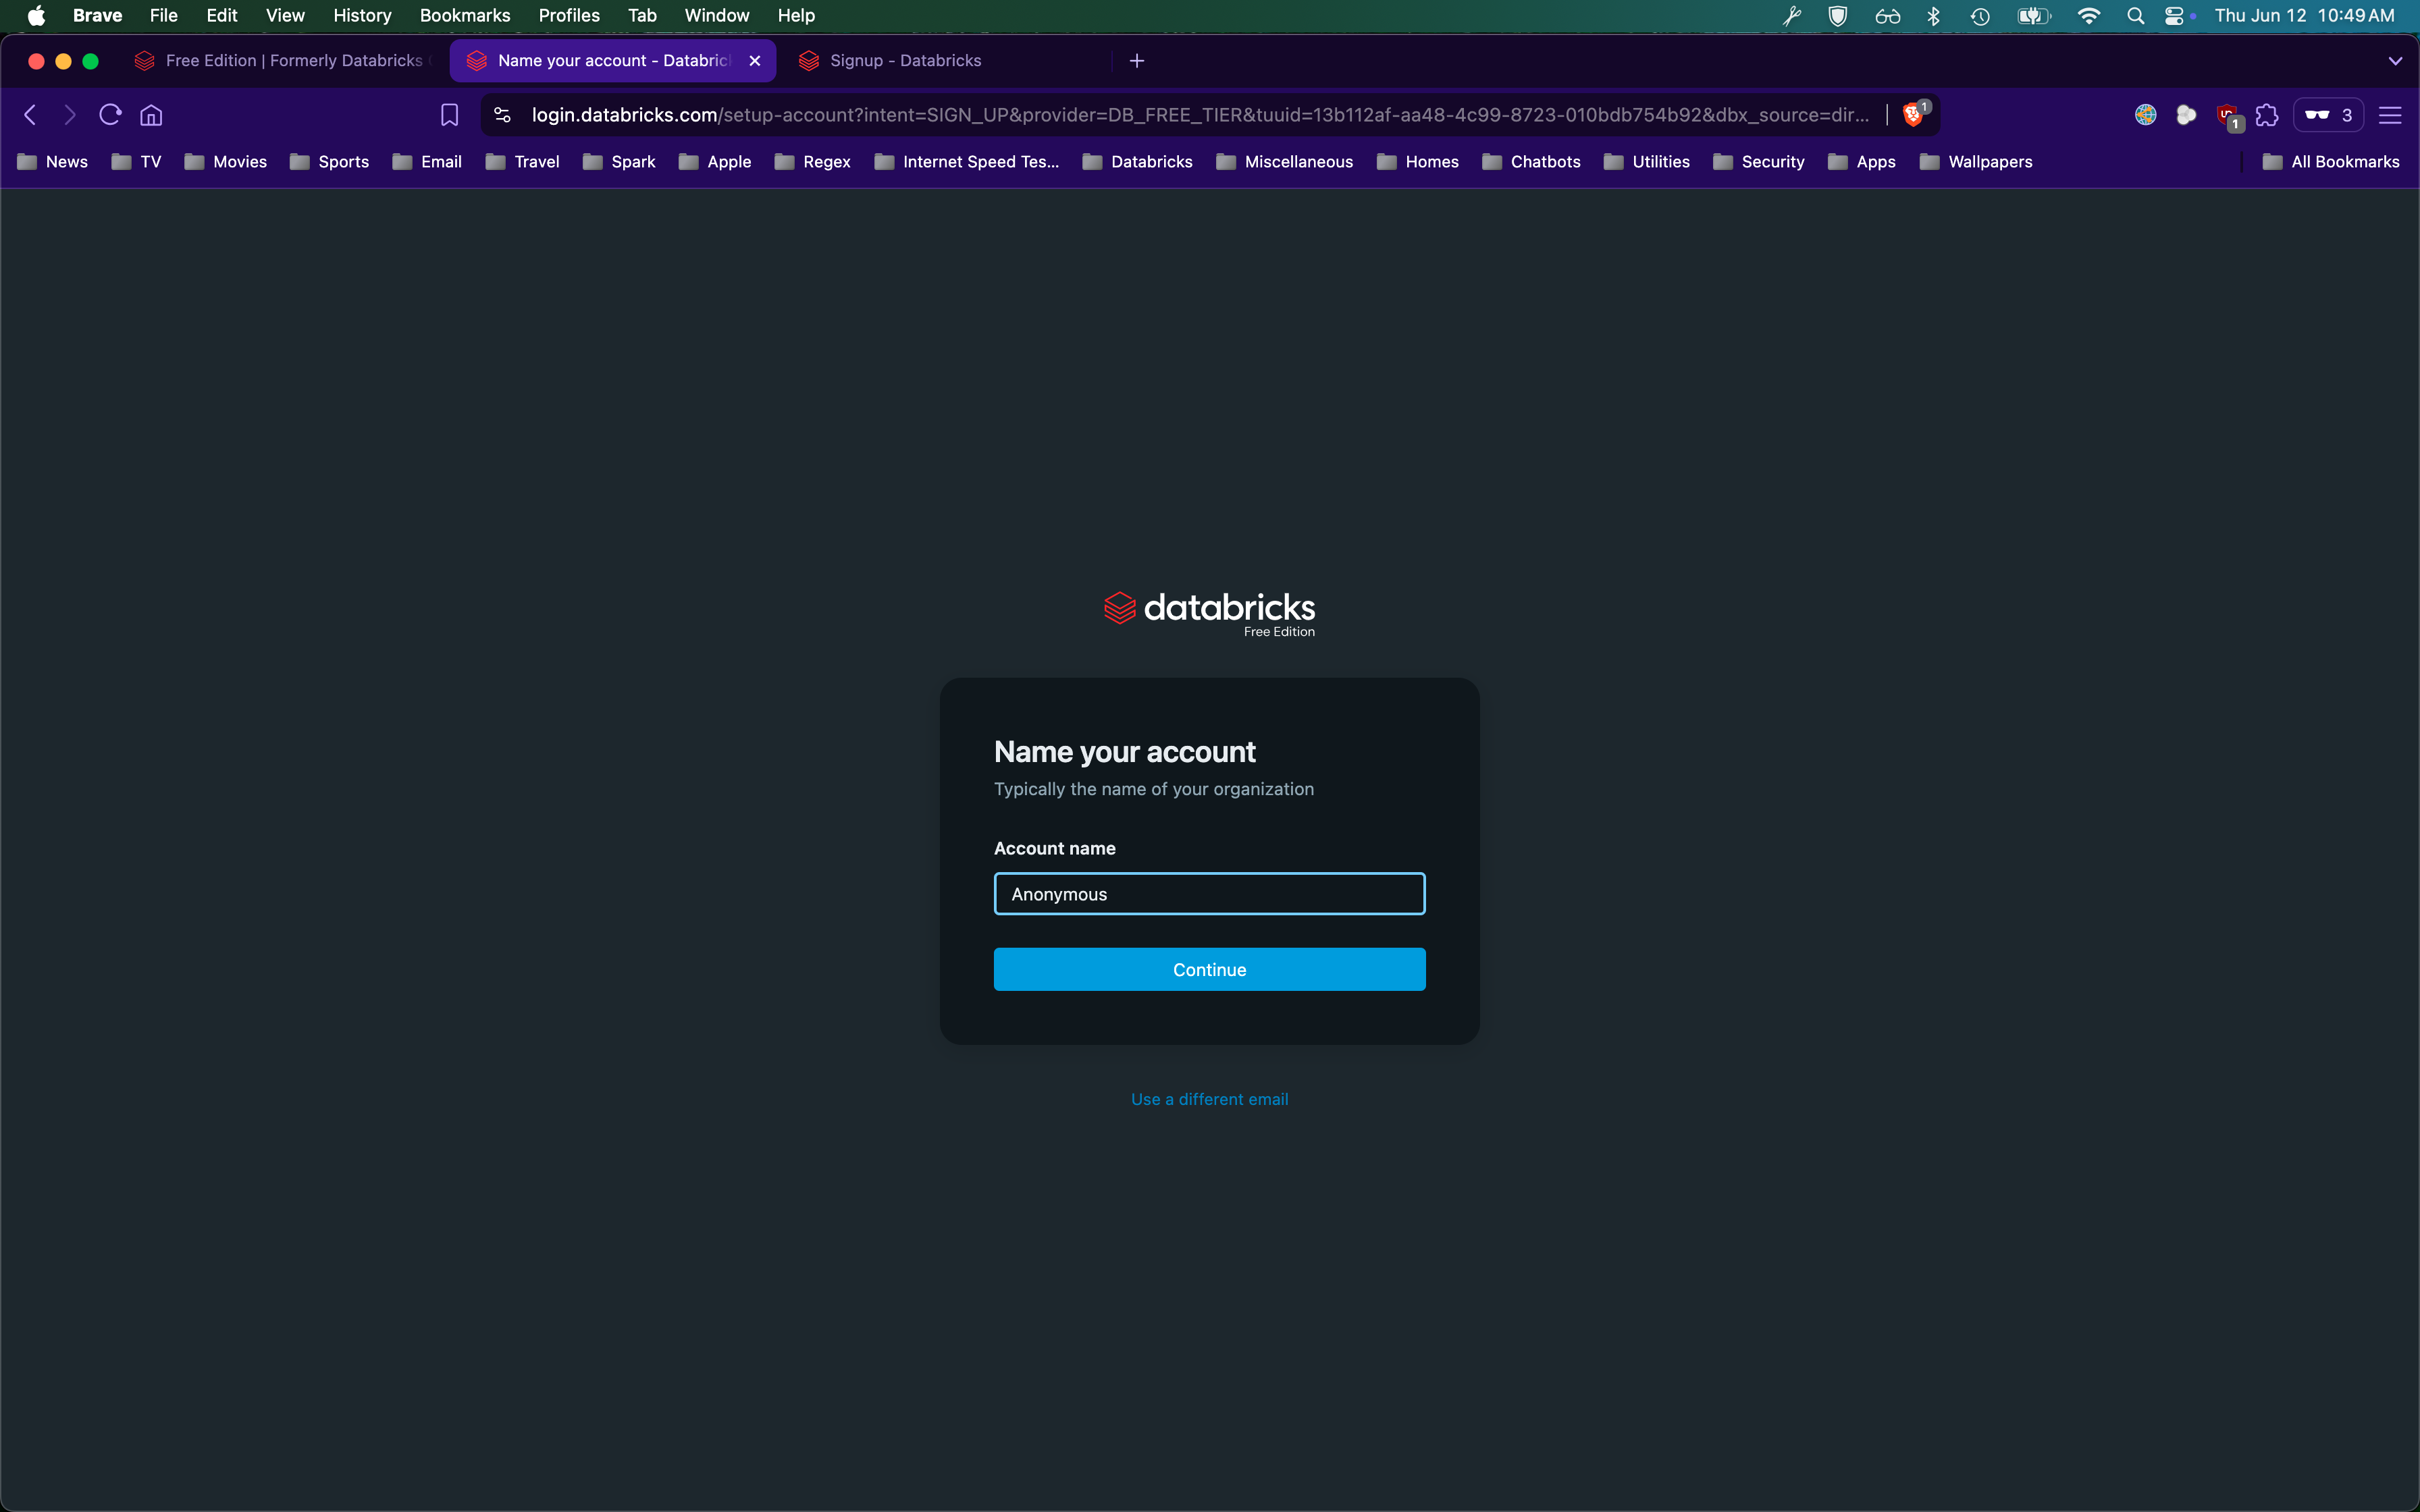 Brave File Edit View History Bookmarks Profiles Tab Window Help Thu Jun 12 10:49 AM
Free Edition | Formerly Databricks Name your account - Databric Signup - Databricks
login.databricks.com/setup-account?intent=SIGN_UP&provider=DB_FREE_TIER&tuuid=13b112af-aa48-4c99-8723-010bdb754b92&dbx_source=dir... 1 1 3
News TV Movies Sports Email Travel Spark Apple Regex Internet Speed Tes... Databricks Miscellaneous Homes Chatbots Utilities Security Apps Wallpapers All Bookmarks
databricks
Free Edition
Name your account
Typically the name of your organization
Account name
Anonymous
Continue
Use a different email